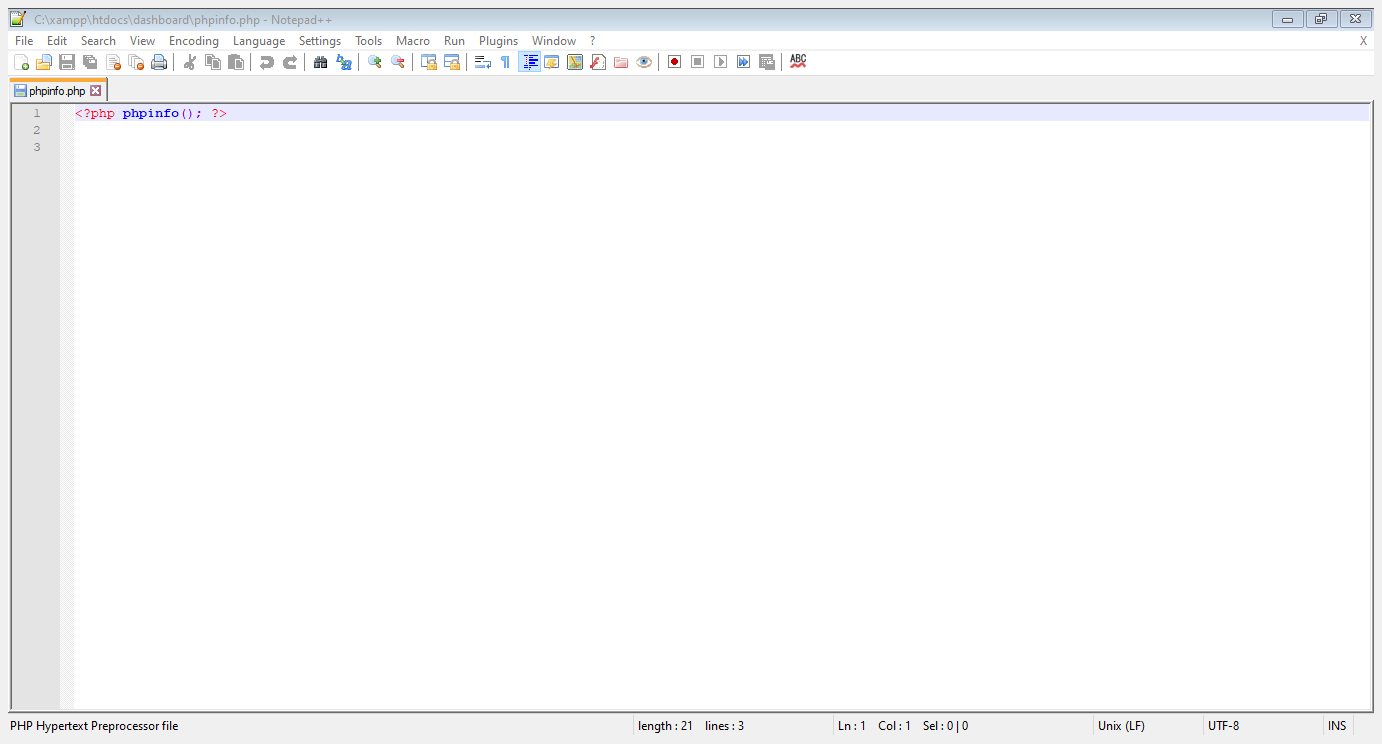 C:\xampp\htdocs\dashboard\phpinfo.php - Notepad++
File Edit Search View Encoding Language Settings Tools Macro Run Plugins Window ? X
ABC
phpinfo.php
1 <?php phpinfo(); ?>
2
3
PHP Hypertext Preprocessor file length : 21 lines : 3 Ln : 1 Col : 1 Sel : 0 | 0 Unix (LF) UTF-8 INS